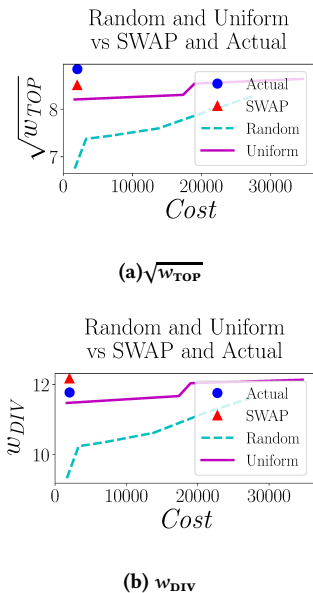 Random and Uniform
vs SWAP and Actual
√w_TOP
8
7
Actual
SWAP
Random
Uniform
0 10000 20000 30000
Cost
(a)√w_TOP
Random and Uniform
vs SWAP and Actual
w_DIV
12
10
Actual
SWAP
Random
Uniform
0 10000 20000 30000
Cost
(b) w_DIV